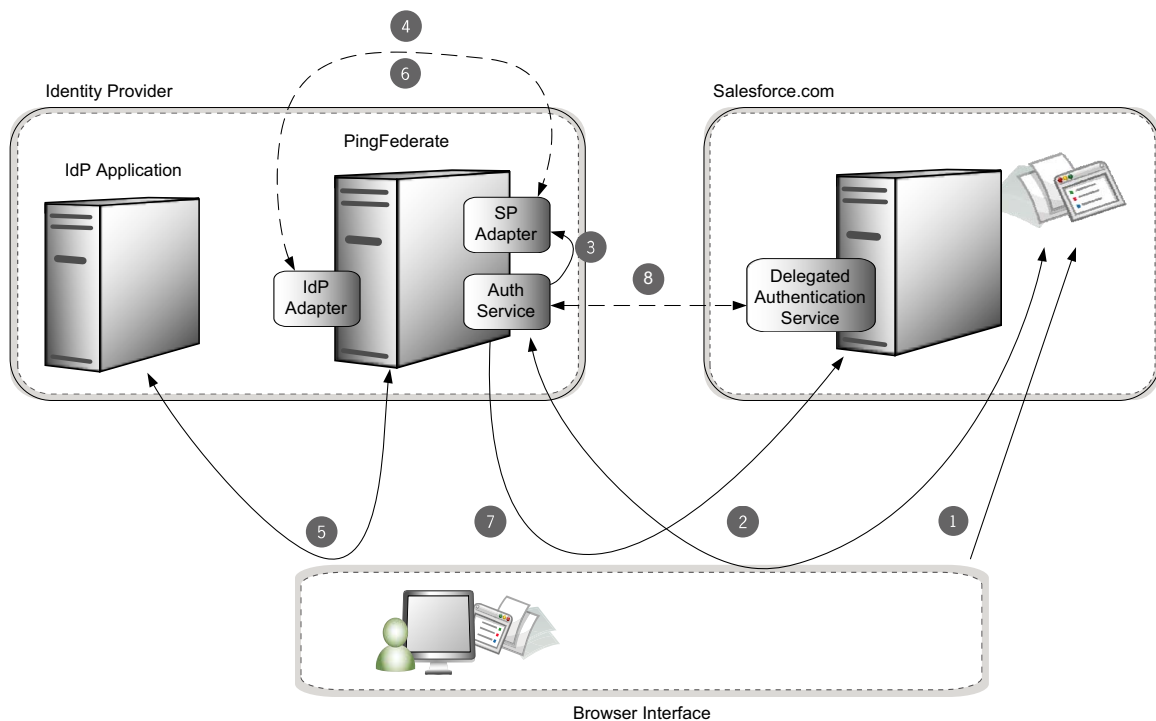 4
6
Identity Provider
Salesforce.com
PingFederate
IdP Application
SP
Adapter
3
8
IdP
Adapter
Auth
Service
Delegated
Authentication
Service
5
7
2
1
Browser Interface